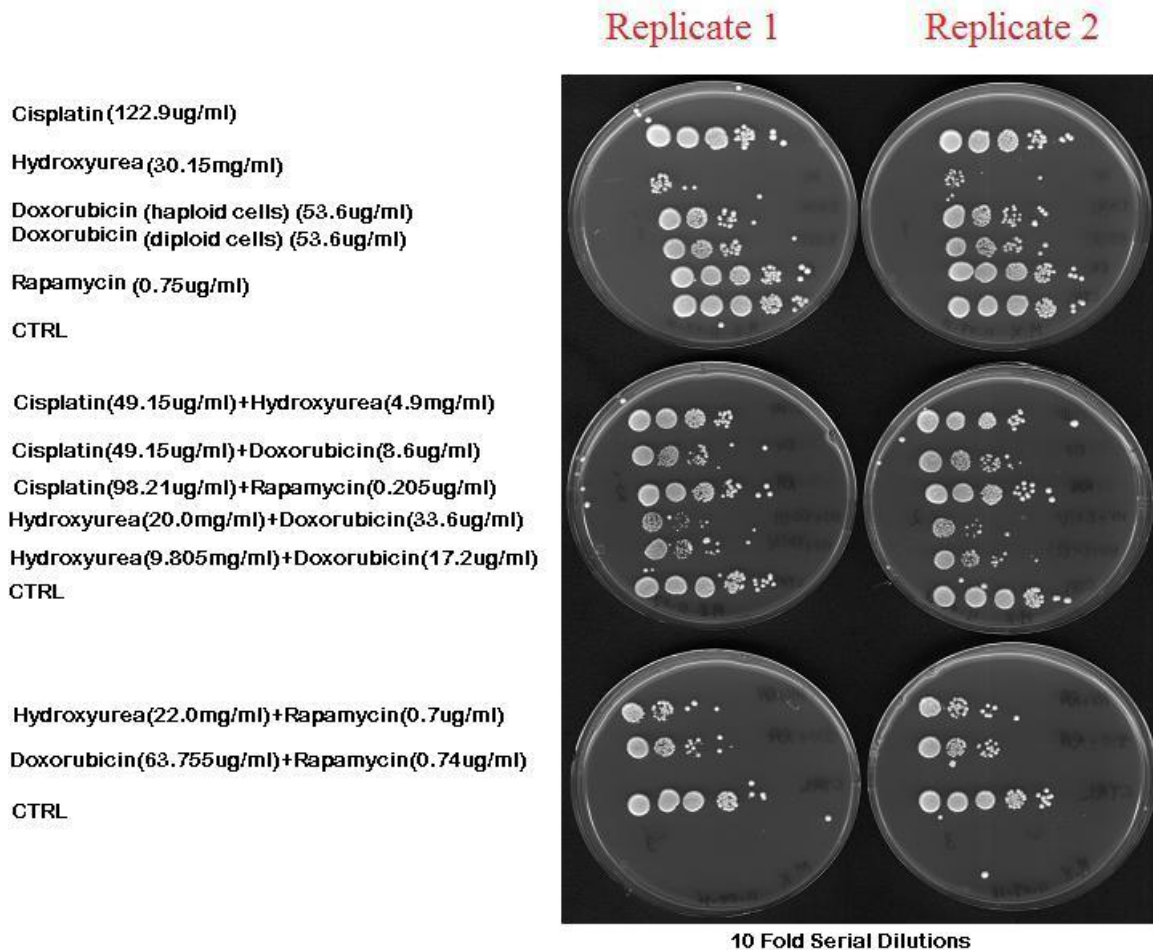 Replicate 1 Replicate 2
Cisplatin (122.9ug/ml)
Hydroxyurea (30.15mg/ml)
Doxorubicin (haploid cells) (53.6ug/ml)
Doxorubicin (diploid cells) (53.6ug/ml)
Rapamycin (0.75ug/ml)
CTRL
Cisplatin(49.15ug/ml)+Hydroxyurea(4.9mg/ml)
Cisplatin(49.15ug/ml)+Doxorubicin(8.6ug/ml)
Cisplatin(98.21ug/ml)+Rapamycin(0.205ug/ml)
Hydroxyurea(20.0mg/ml)+Doxorubicin(33.6ug/ml)
Hydroxyurea(9.805mg/ml)+Doxorubicin(17.2ug/ml)
CTRL
Hydroxyurea(22.0mg/ml)+Rapamycin(0.7ug/ml)
Doxorubicin(63.755ug/ml)+Rapamycin(0.74ug/ml)
CTRL
10 Fold Serial Dilutions